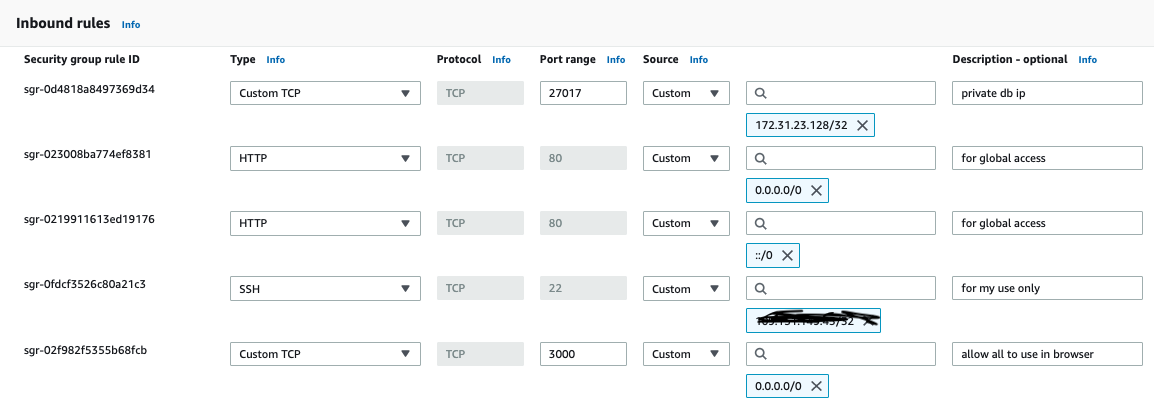 Inbound rules Info
Security group rule ID Type Info Protocol Info Port range Info Source Info Description - optional Info
sgr-0d4818a8497369d34 Custom TCP TCP 27017 Custom private db ip
172.31.23.128/32
sgr-023008ba774ef8381 HTTP TCP 80 Custom for global access
0.0.0.0/0
sgr-0219911613ed19176 HTTP TCP 80 Custom for global access
::/0
sgr-0fdcf3526c80a21c3 SSH TCP 22 Custom for my use only
sgr-02f982f5355b68fcb Custom TCP TCP 3000 Custom allow all to use in browser
0.0.0.0/0